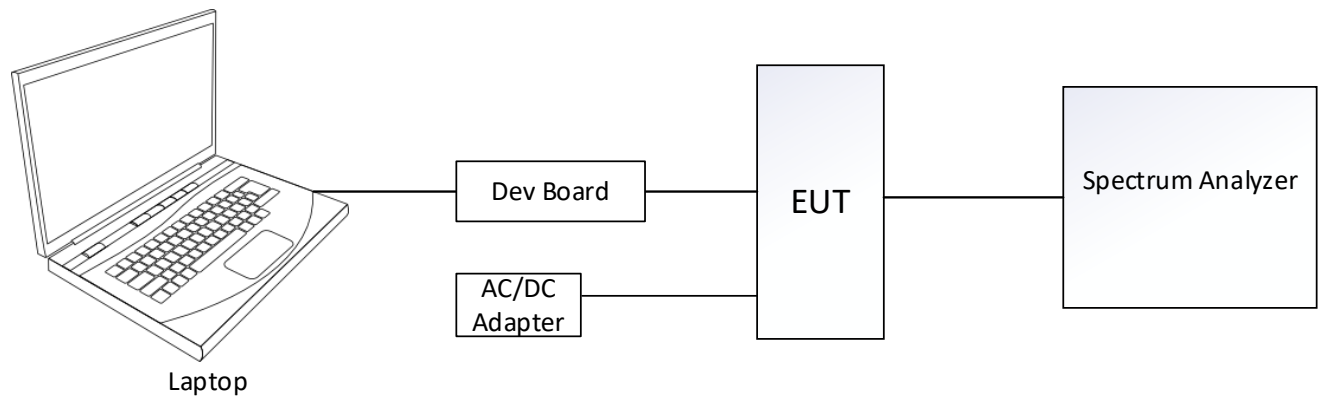 Dev Board
AC/DC
Adapter
EUT
Spectrum Analyzer
Laptop